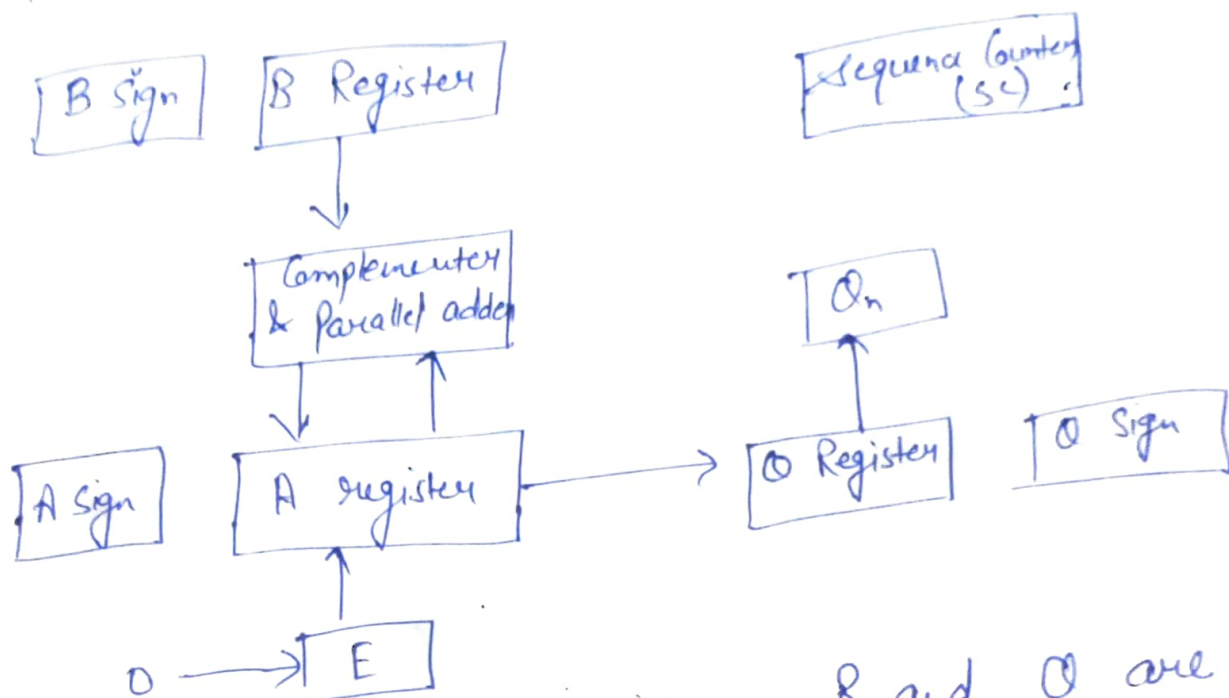 B Sign
B Register
Sequence Counter
(SC)
Complementer
& Parallel adder
Qn
A Sign
A register
Q Register
Q Sign
0
E
B and Q are